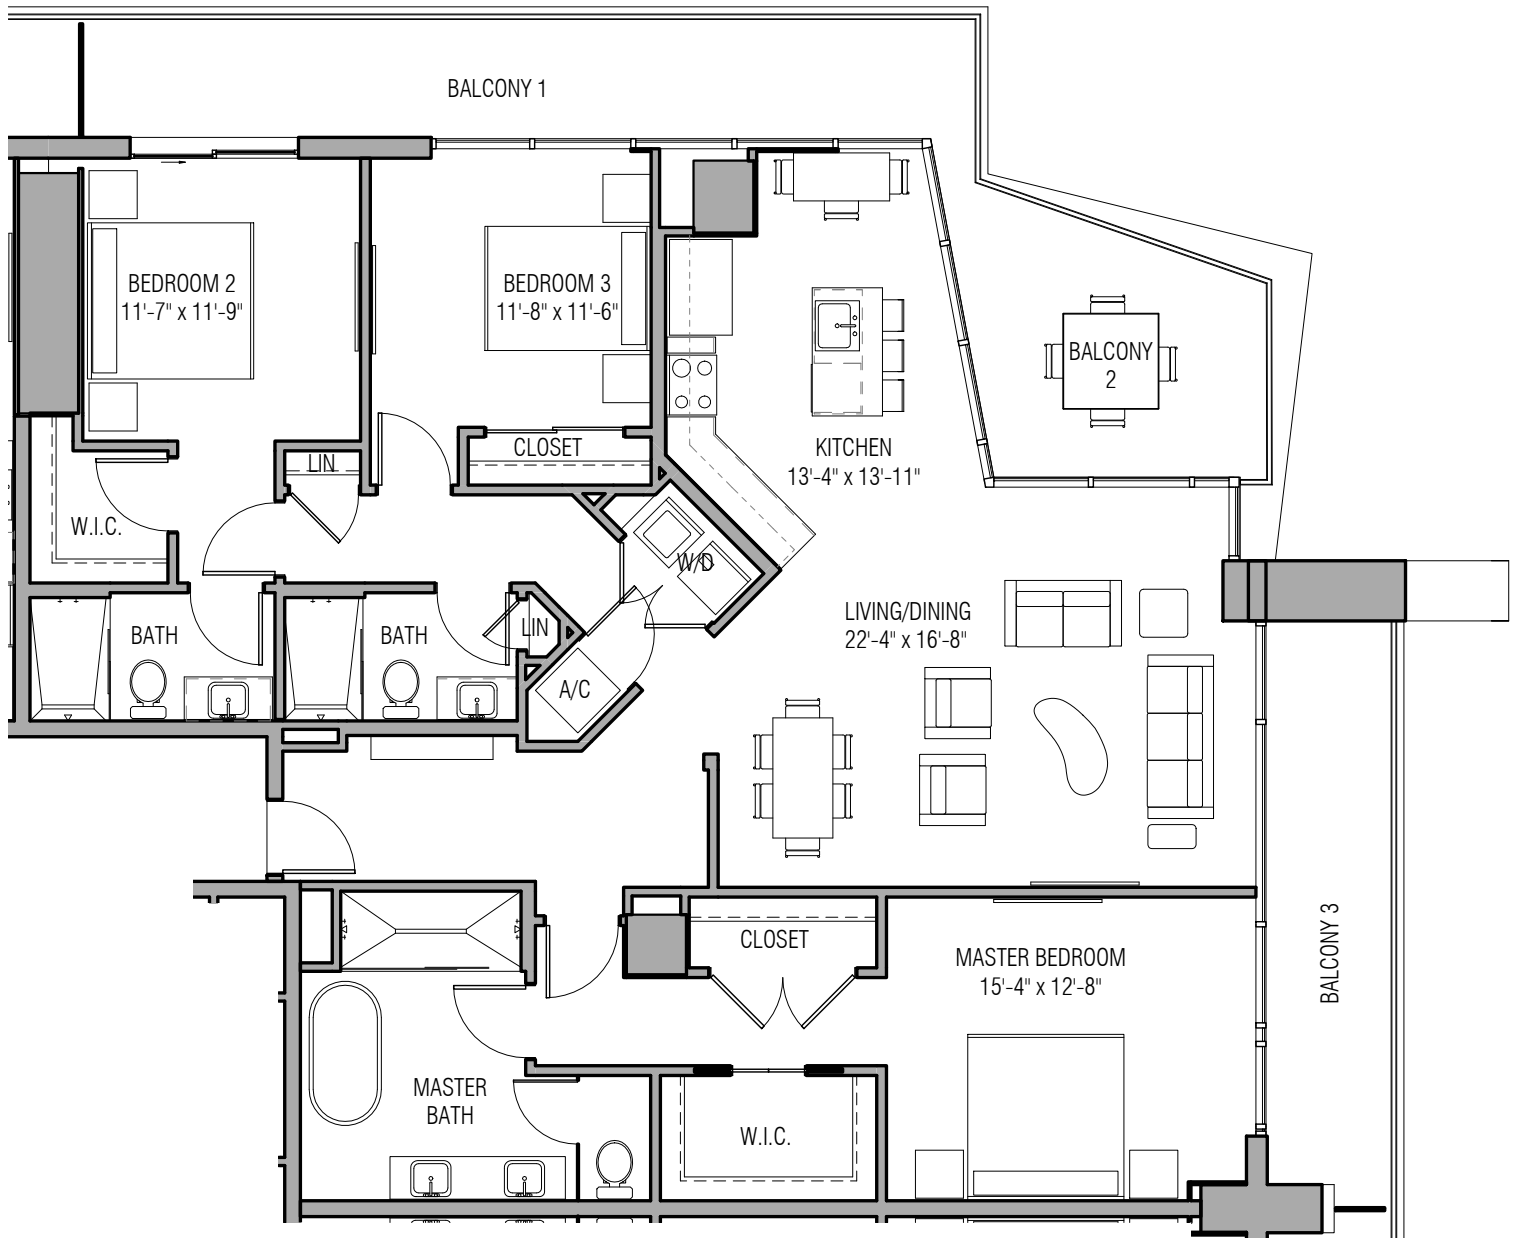 BALCONY 1
BEDROOM 2
11'-7" x 11'-9"
BEDROOM 3
11'-8" x 11'-6"
BALCONY
2
CLOSET
KITCHEN
13'-4" x 13'-11"
LIN
W.I.C.
W/D
LIVING/DINING
22'-4" x 16'-8"
BATH
BATH
LIN
A/C
CLOSET
MASTER BEDROOM
15'-4" x 12'-8"
BALCONY 3
MASTER
BATH
W.I.C.